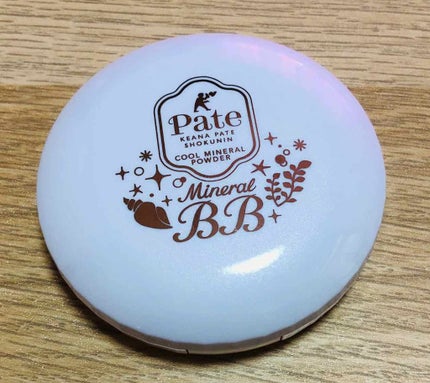 Pate
KEANA PATE
SHOKUNIN
COOL MINERAL
POWDER
Mineral
BB